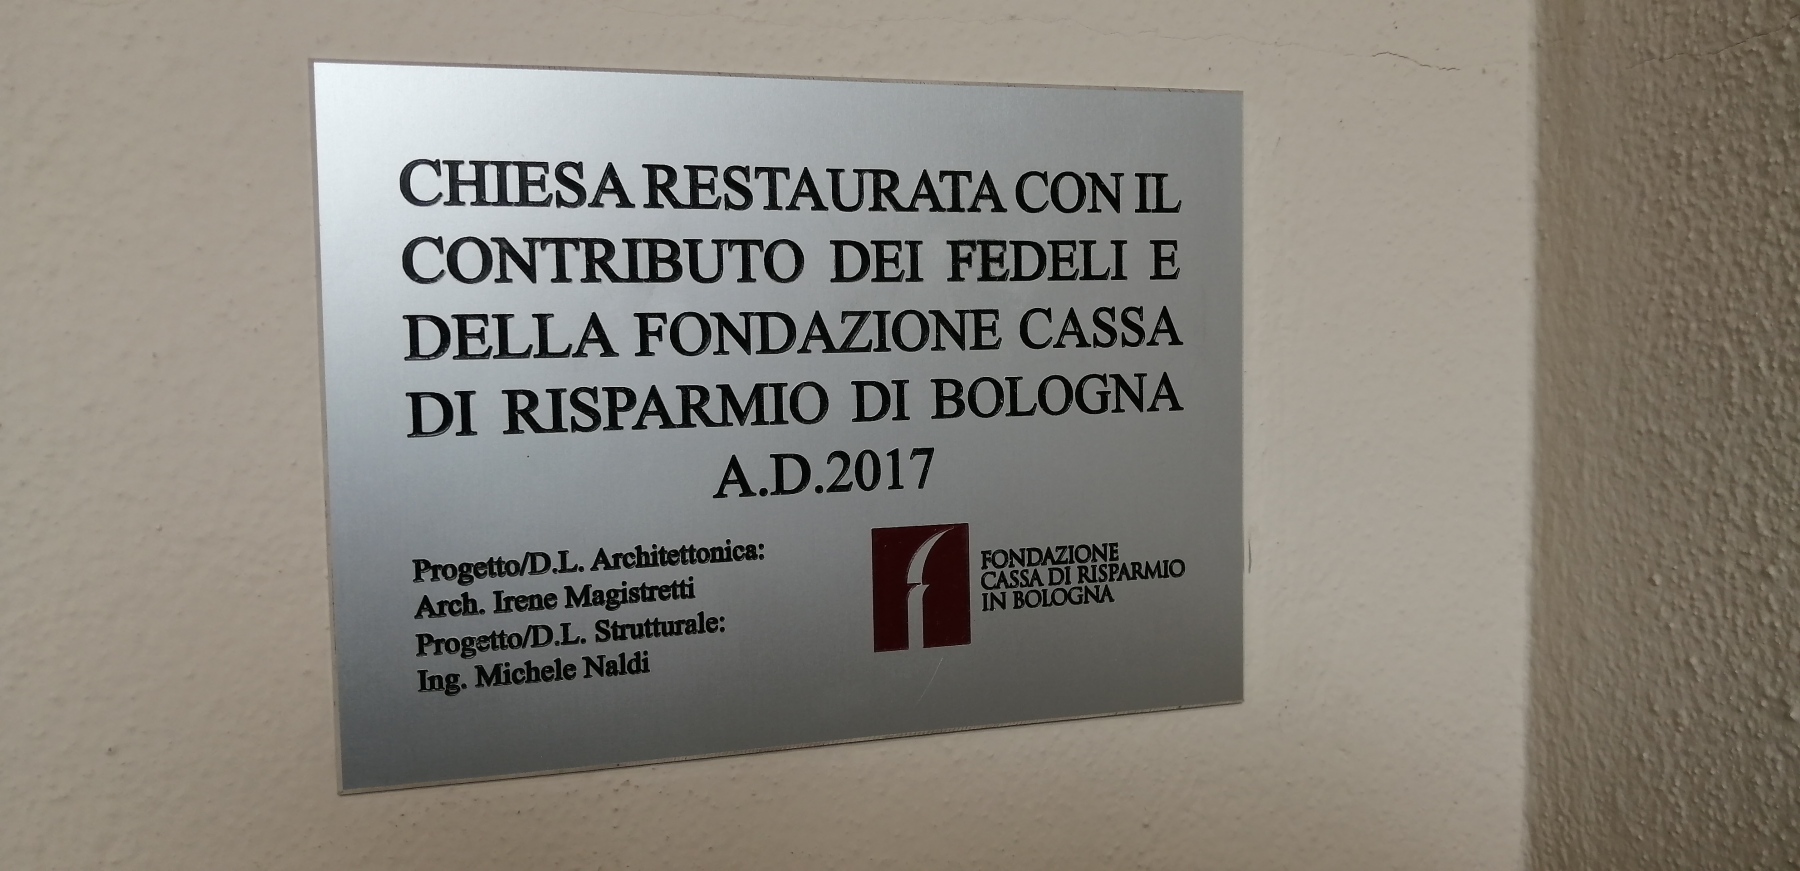 CHIESA RESTAURATA CON IL
CONTRIBUTO DEI FEDELI E
DELLA FONDAZIONE CASSA
DI RISPARMIO DI BOLOGNA
A.D.2017
Progetto/D.L. Architettonica:
Arch. Irene Magistretti
Progetto/D.L. Strutturale:
Ing. Michele Naldi
FONDAZIONE
CASSA DI RISPARMIO
IN BOLOGNA